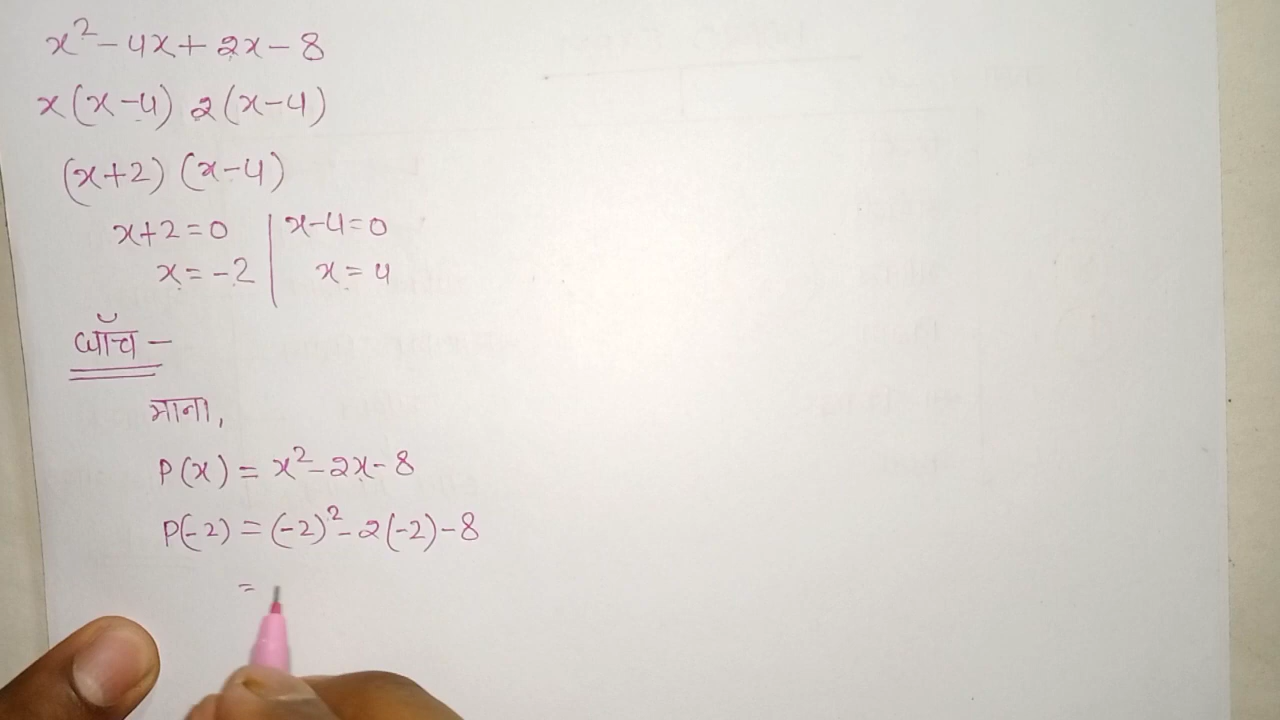 x² - 4x + 2x - 8
x(x-4) 2(x-4)
(x+2) (x-4)
x+2=0 | x-4=0
x=-2 | x=4
जाँच -
माना,
P(x) = x² - 2x - 8
P(-2) = (-2)² - 2(-2) - 8
=